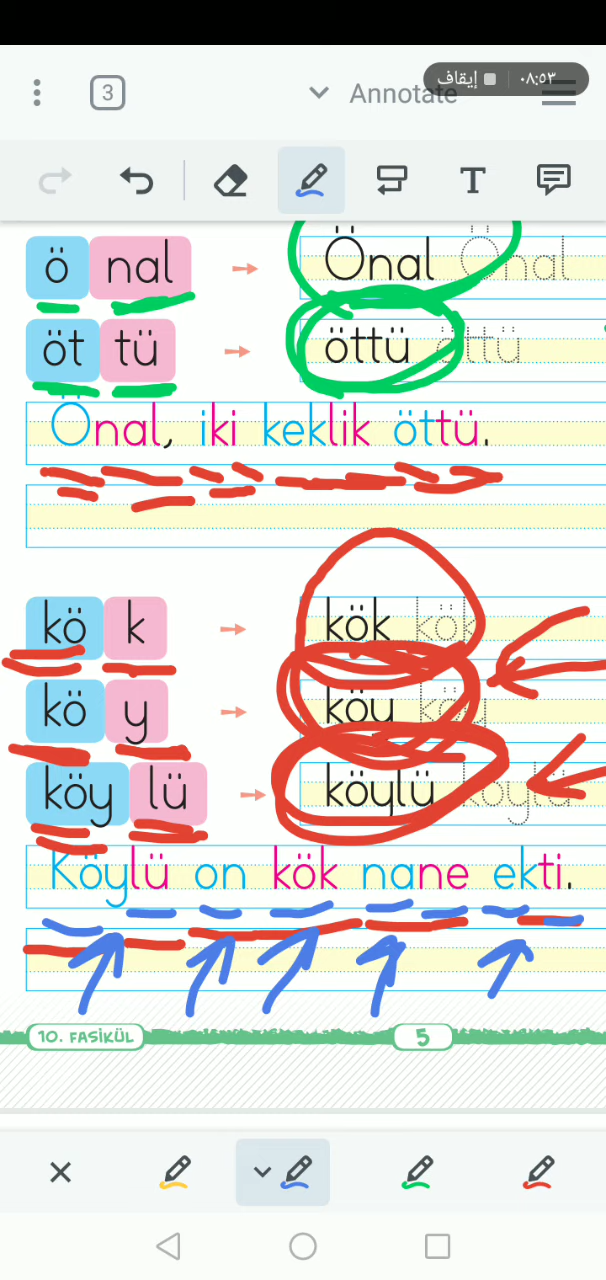 ٠٨:٥٣ إيقاف
3 Annotate
T
ö nal Önal Önal
öt tü öttü öttü
Önal, iki keklik öttü.
kö k kök kök
kö y köy köy
köy lü köylü köylü
Köylü on kök nane ekti.
10. FASİKÜL 5